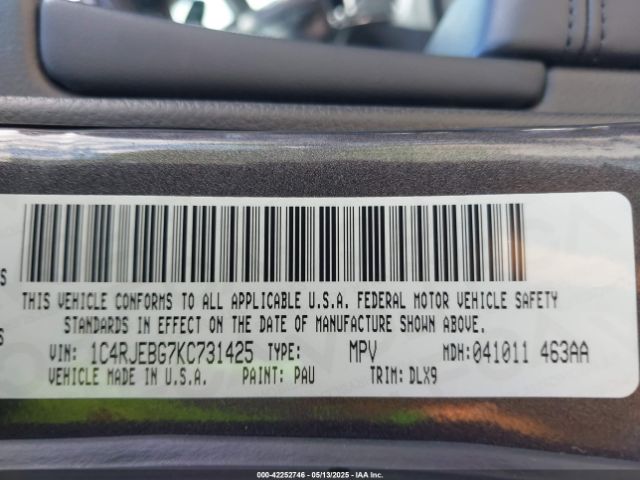 S
THIS VEHICLE CONFORMS TO ALL APPLICABLE U.S.A. FEDERAL MOTOR VEHICLE SAFETY
S STANDARDS IN EFFECT ON THE DATE OF MANUFACTURE SHOWN ABOVE.
VIN: 1C4RJEBG7KC731425 TYPE: MPV MDH:041011 463AA
VEHICLE MADE IN U.S.A. PAINT: PAU TRIM: DLX9
000-42252746 - 05/13/2025 - IAA Inc.